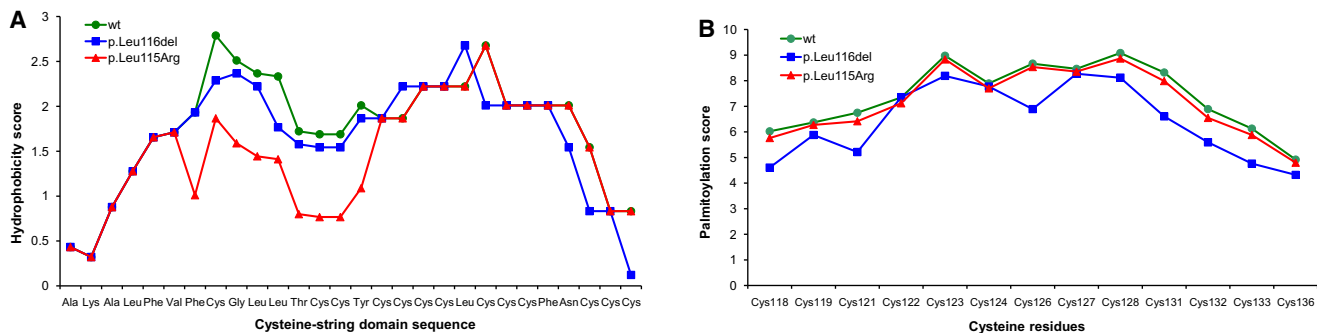 A
wt
p.Leu116del
p.Leu115Arg
Hydrophobicity score
3
2.5
2
1.5
1
0.5
0
Ala Lys Ala Leu Phe Val Phe Cys Gly Leu Leu Thr Cys Cys Tyr Cys Cys Cys Cys Leu Cys Cys Cys Phe Asn Cys Cys Cys
Cysteine-string domain sequence
B
wt
p.Leu116del
p.Leu115Arg
Palmitoylation score
10
9
8
7
6
5
4
3
2
1
0
Cys118 Cys119 Cys121 Cys122 Cys123 Cys124 Cys126 Cys127 Cys128 Cys131 Cys132 Cys133 Cys136
Cysteine residues